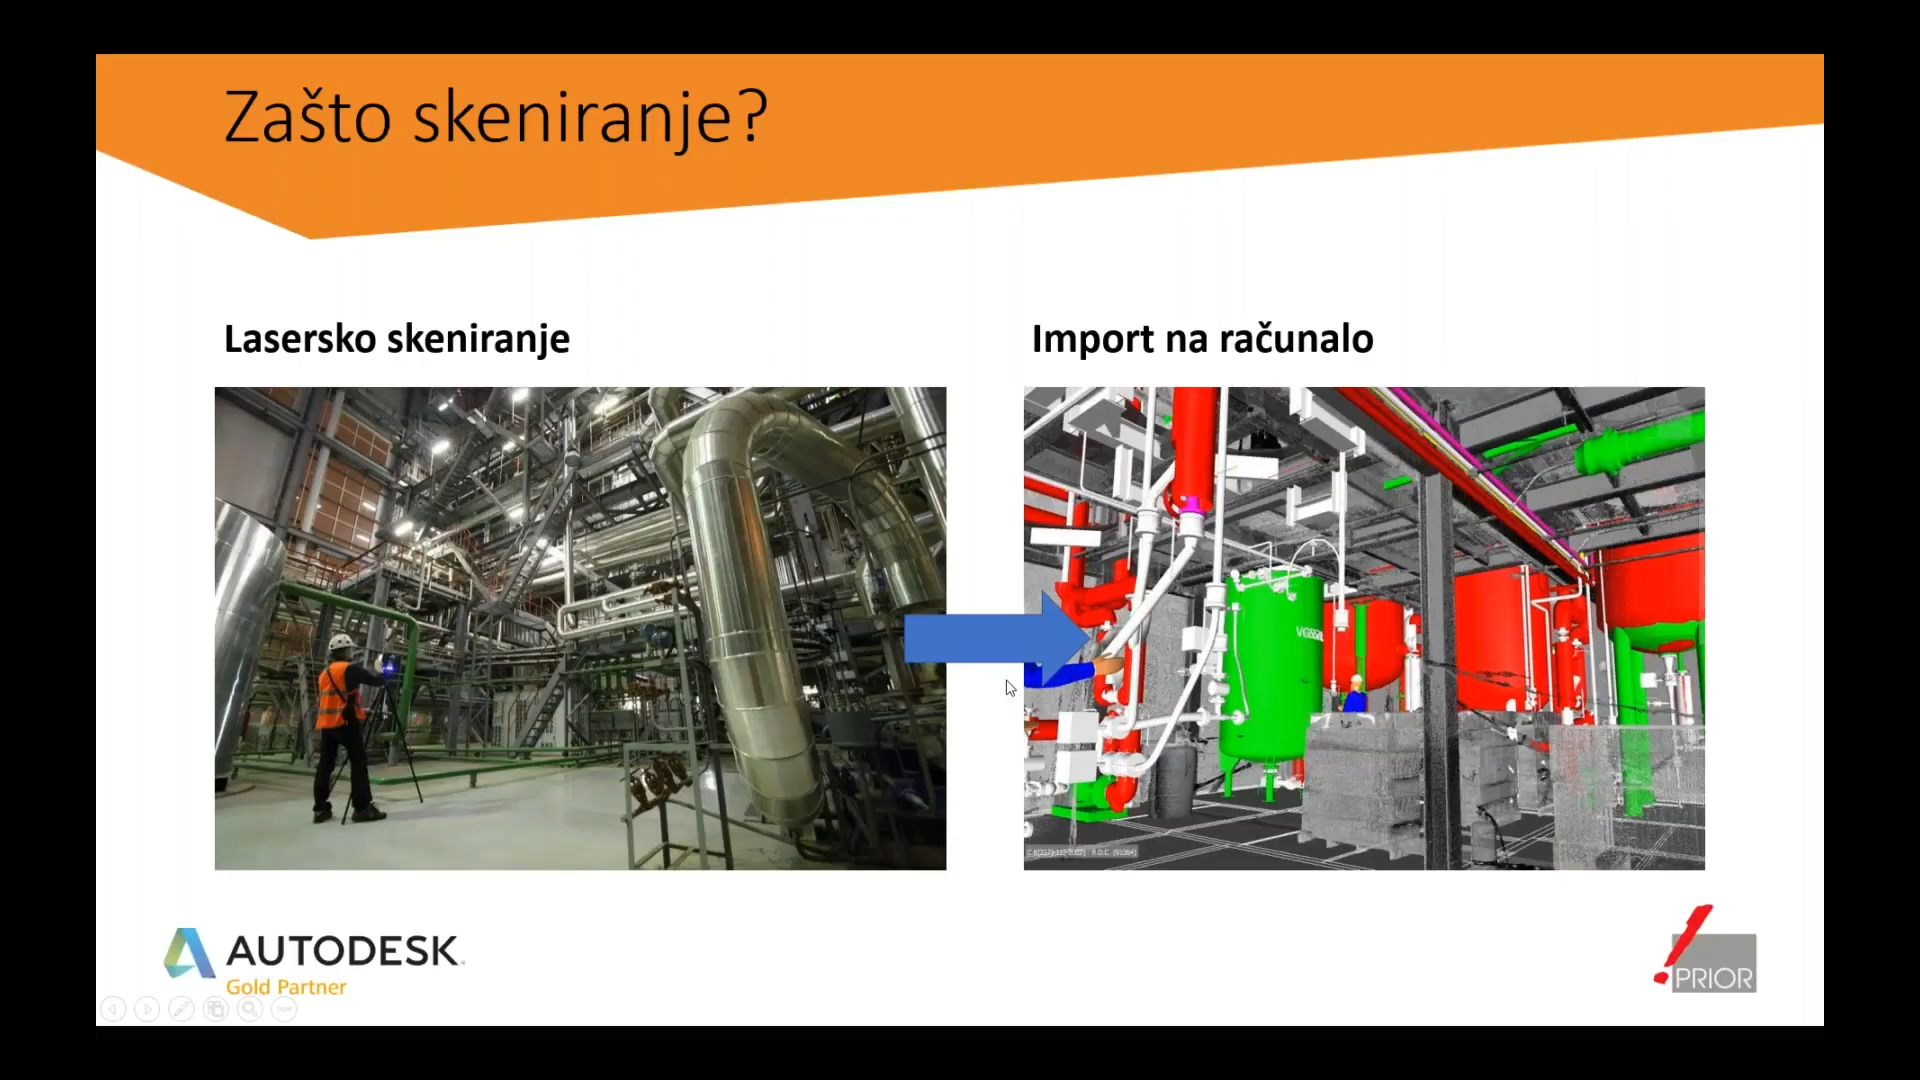 Zašto skeniranje?
Lasersko skeniranje
Import na računalo
AUTODESK
Gold Partner
PRIOR